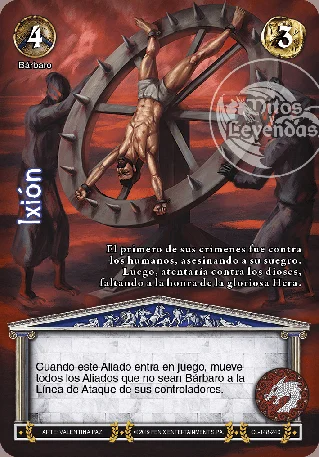 4
3
Bárbaro
Mitos
Leyendas
Ixión
El primero de sus crímenes fue contra
los humanos, asesinando a su suegro.
Luego, atentaría contra los dioses,
faltando a la honra de la gloriosa Hera.
Cuando este Aliado entra en juego, mueve
todos los Aliados que no sean Bárbaro a la
Línea de Ataque de sus controladores.
VALENTINA PAZ